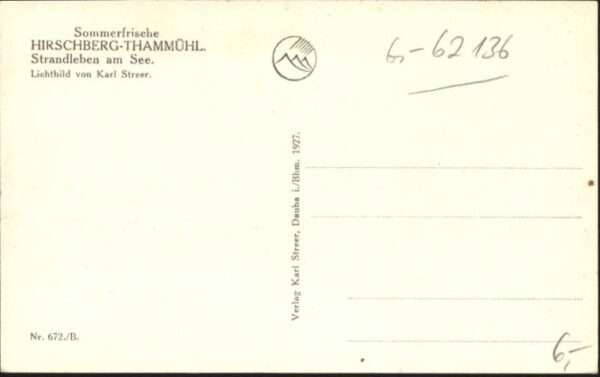 Sommerfrische
HIRSCHBERG-THAMMÜHL.
Strandleben am See.
Lichtbild von Karl Streer.
6,- 62136
Verlag Karl Streer, Dauba i./Bhm. 1927.
Nr. 672./B.
6,-